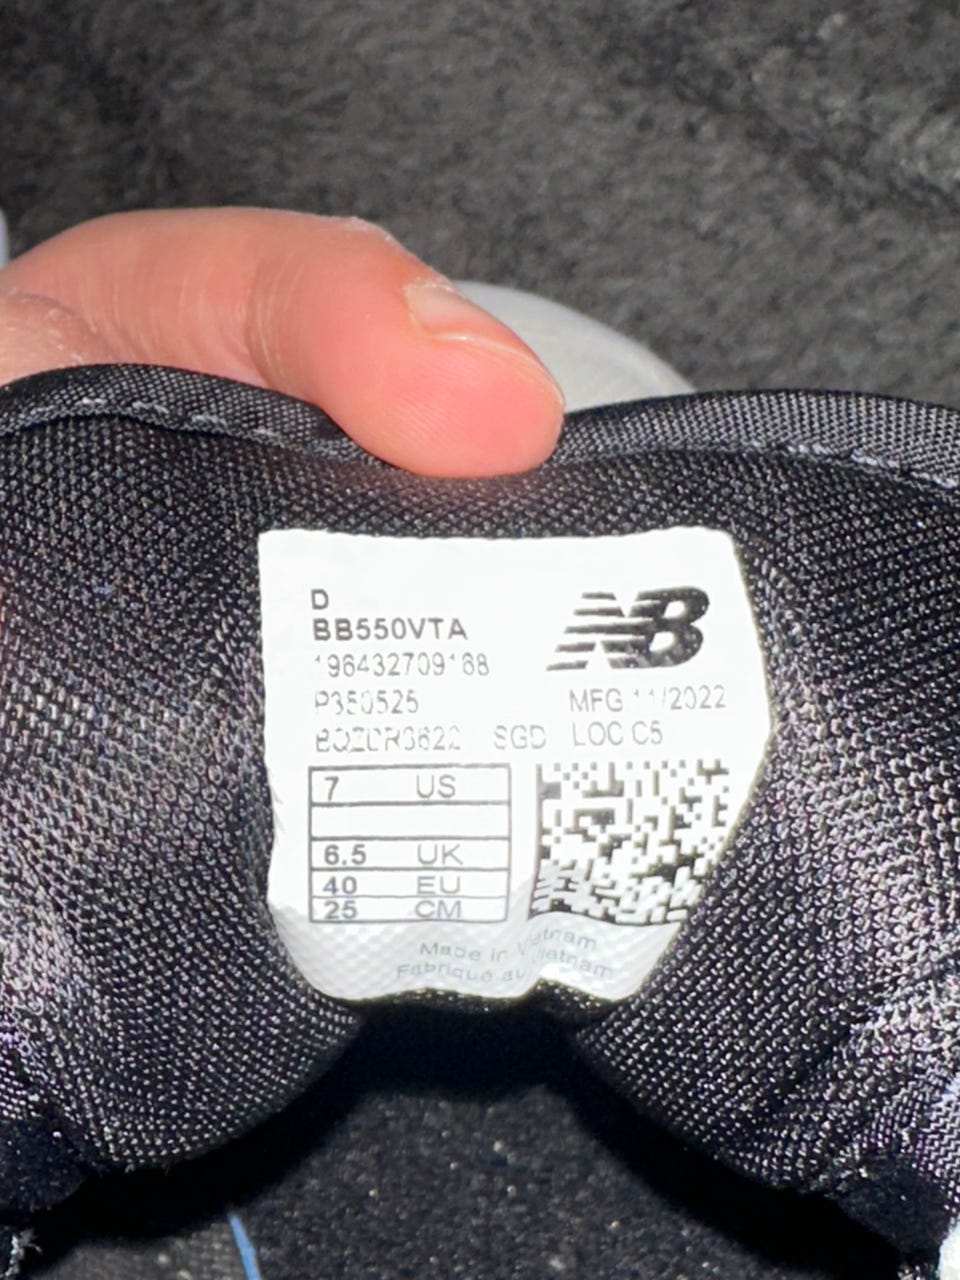 D
BB550VTA
NB
196432709168
P350525 MFG 11/2022
SGD LOC C5
7 US
6.5 UK
40 EU
25 CM
Made in Vietnam
Fabriqué au Vietnam